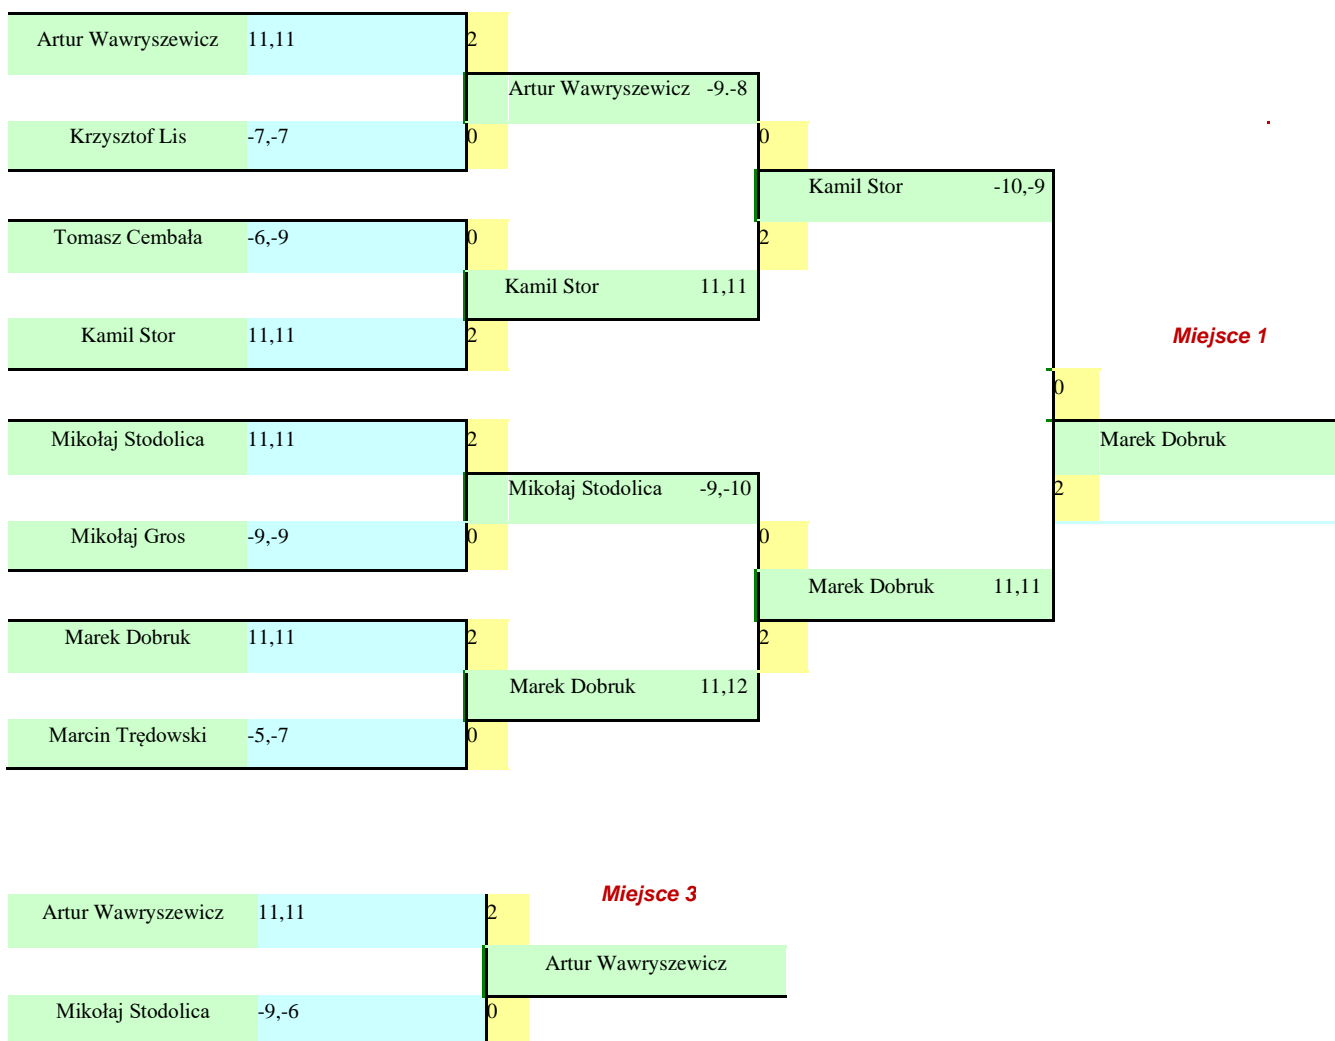 Artur Wawryszewicz 11,11 2
Artur Wawryszewicz -9.-8
Krzysztof Lis -7,-7 0 0
Kamil Stor -10,-9
Tomasz Cembała -6,-9 0 2
Kamil Stor 11,11
Kamil Stor 11,11 2 Miejsce 1
0
Mikołaj Stodolica 11,11 2 Marek Dobruk
Mikołaj Stodolica -9,-10 2
Mikołaj Gros -9,-9 0 0
Marek Dobruk 11,11
Marek Dobruk 11,11 2 2
Marek Dobruk 11,12
Marcin Trędowski -5,-7 0
Miejsce 3
Artur Wawryszewicz 11,11 2
Artur Wawryszewicz
Mikołaj Stodolica -9,-6 0